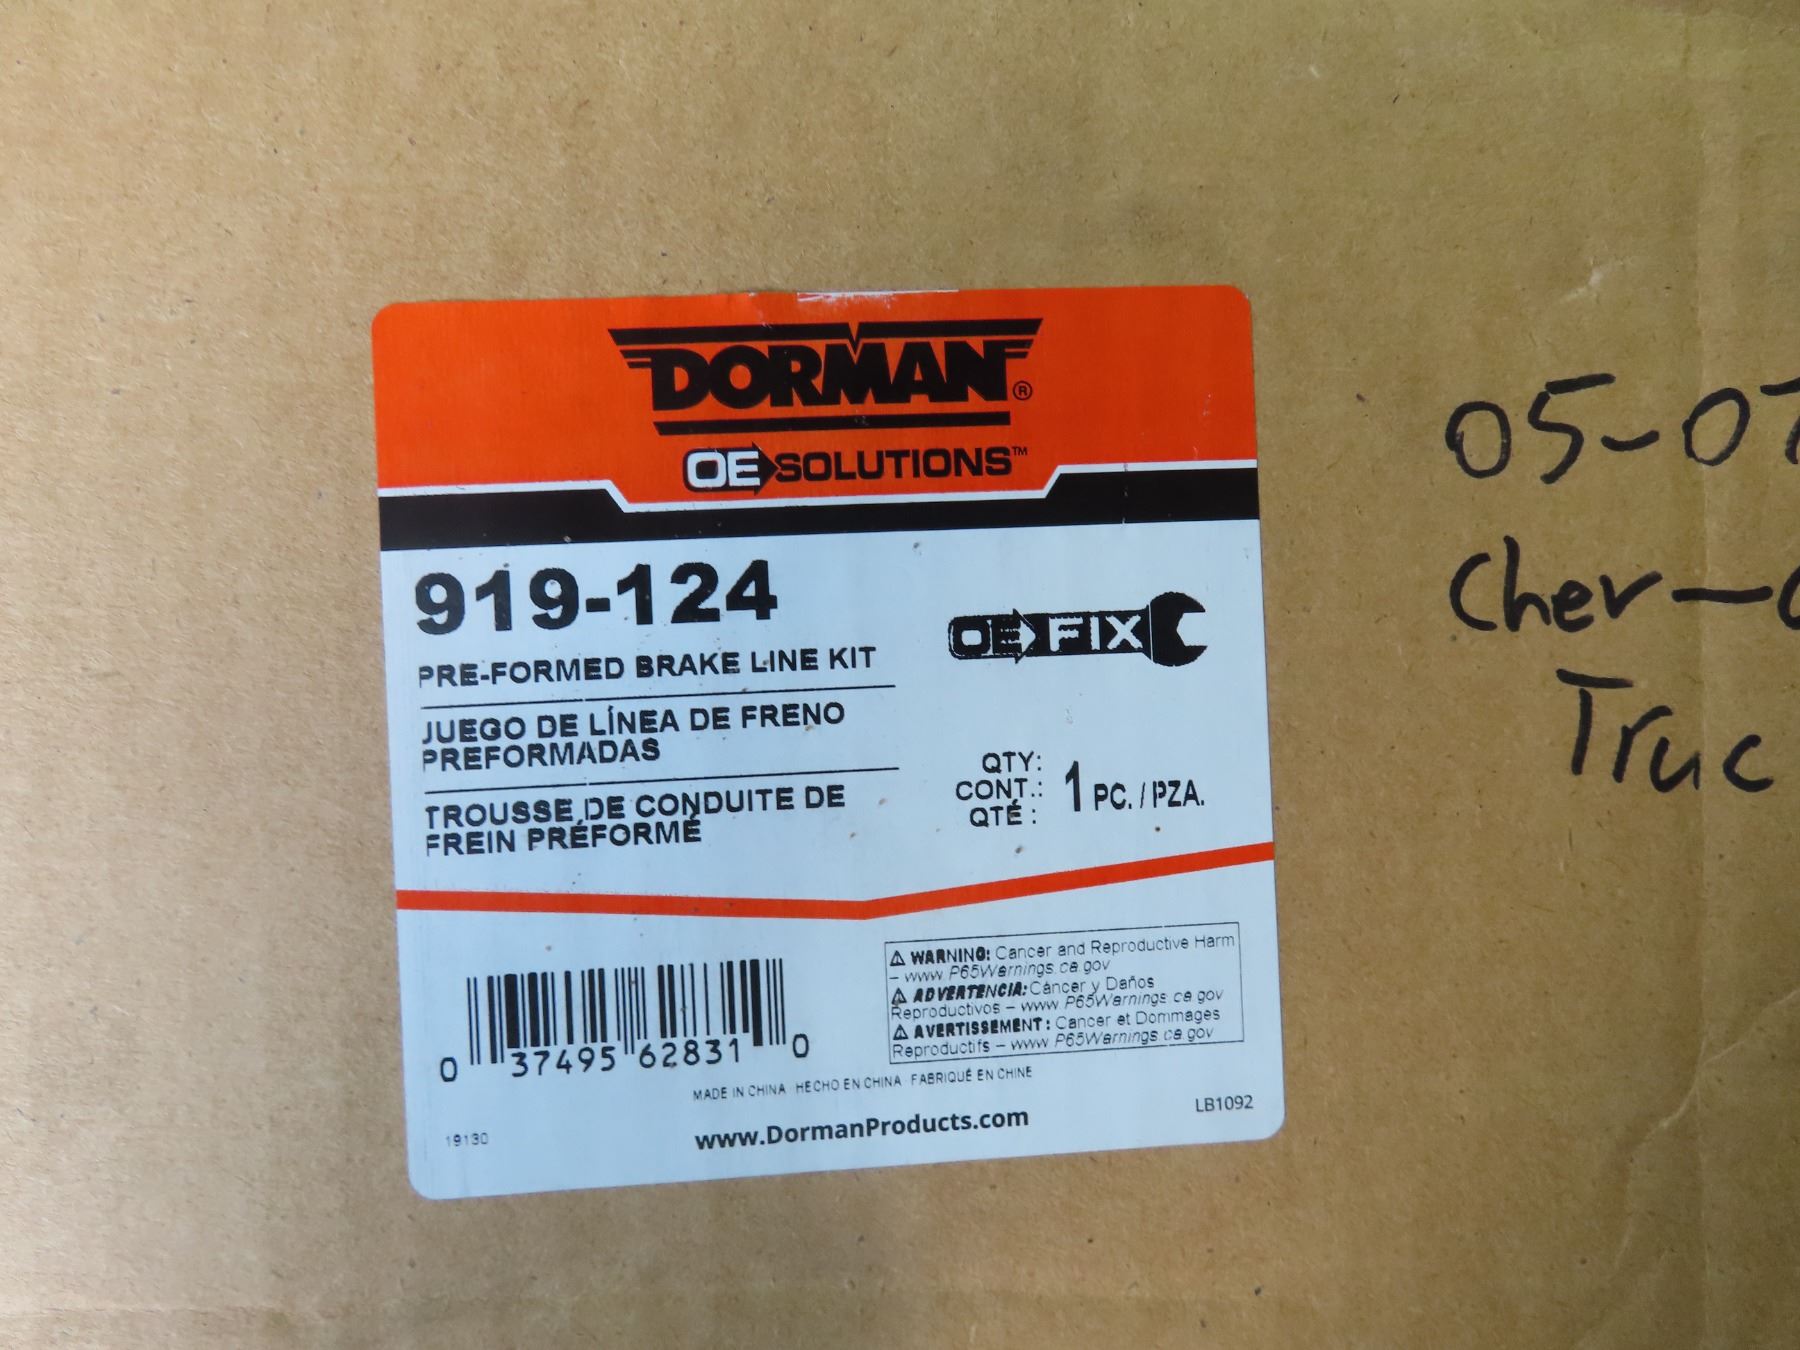 DORMAN®
OE SOLUTIONS™
919-124
PRE-FORMED BRAKE LINE KIT
JUEGO DE LÍNEA DE FRENO
PREFORMADAS
TROUSSE DE CONDUITE DE
FREIN PRÉFORMÉ
OE FIX
QTY:
CONT.: 1 PC. / PZA.
QTÉ :
⚠ WARNING: Cancer and Reproductive Harm
– www.P65Warnings.ca.gov
⚠ ADVERTENCIA: Cáncer y Daños
Reproductivos – www.P65Warnings.ca.gov
⚠ AVERTISSEMENT : Cancer et Dommages
Reproductifs – www.P65Warnings.ca.gov
0 37495 62831 0
MADE IN CHINA HECHO EN CHINA FABRIQUÉ EN CHINE
www.DormanProducts.com
LB1092
19130
05-07
Chev-
Truc